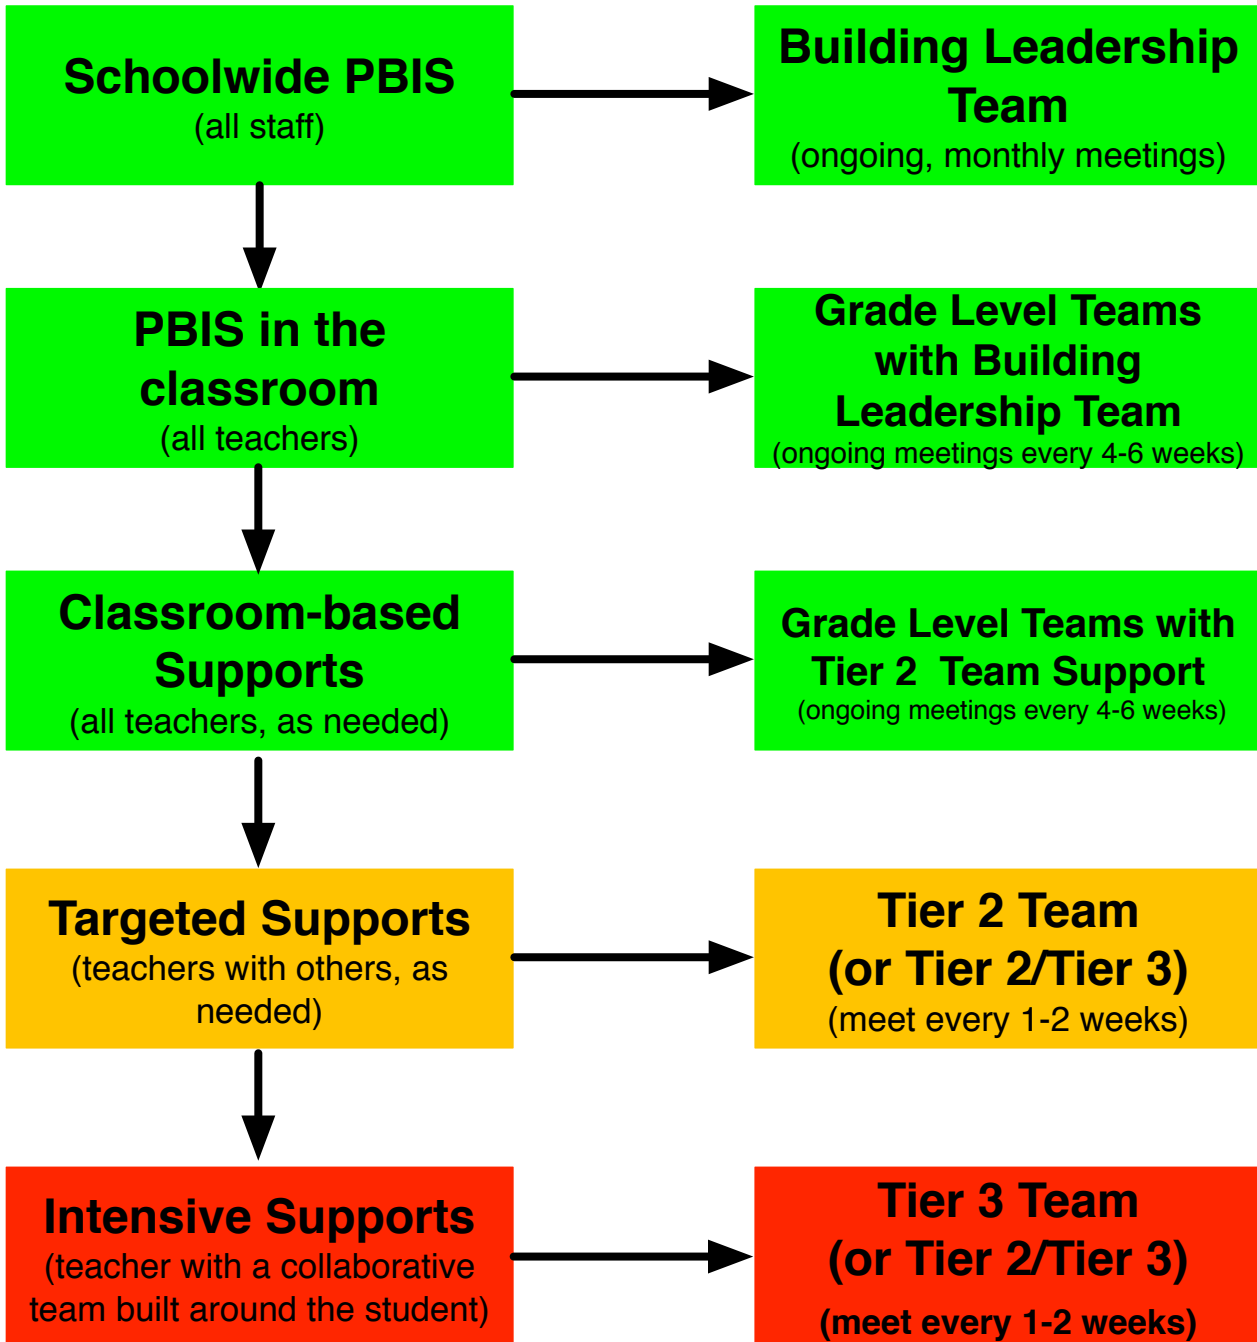 Schoolwide PBIS
(all staff)
Building Leadership
Team
(ongoing, monthly meetings)
PBIS in the
classroom
(all teachers)
Grade Level Teams
with Building
Leadership Team
(ongoing meetings every 4-6 weeks)
Classroom-based
Supports
(all teachers, as needed)
Grade Level Teams with
Tier 2  Team Support
(ongoing meetings every 4-6 weeks)
Targeted Supports
(teachers with others, as
needed)
Tier 2 Team
(or Tier 2/Tier 3)
(meet every 1-2 weeks)
Intensive Supports
(teacher with a collaborative
team built around the student)
Tier 3 Team
(or Tier 2/Tier 3)
(meet every 1-2 weeks)